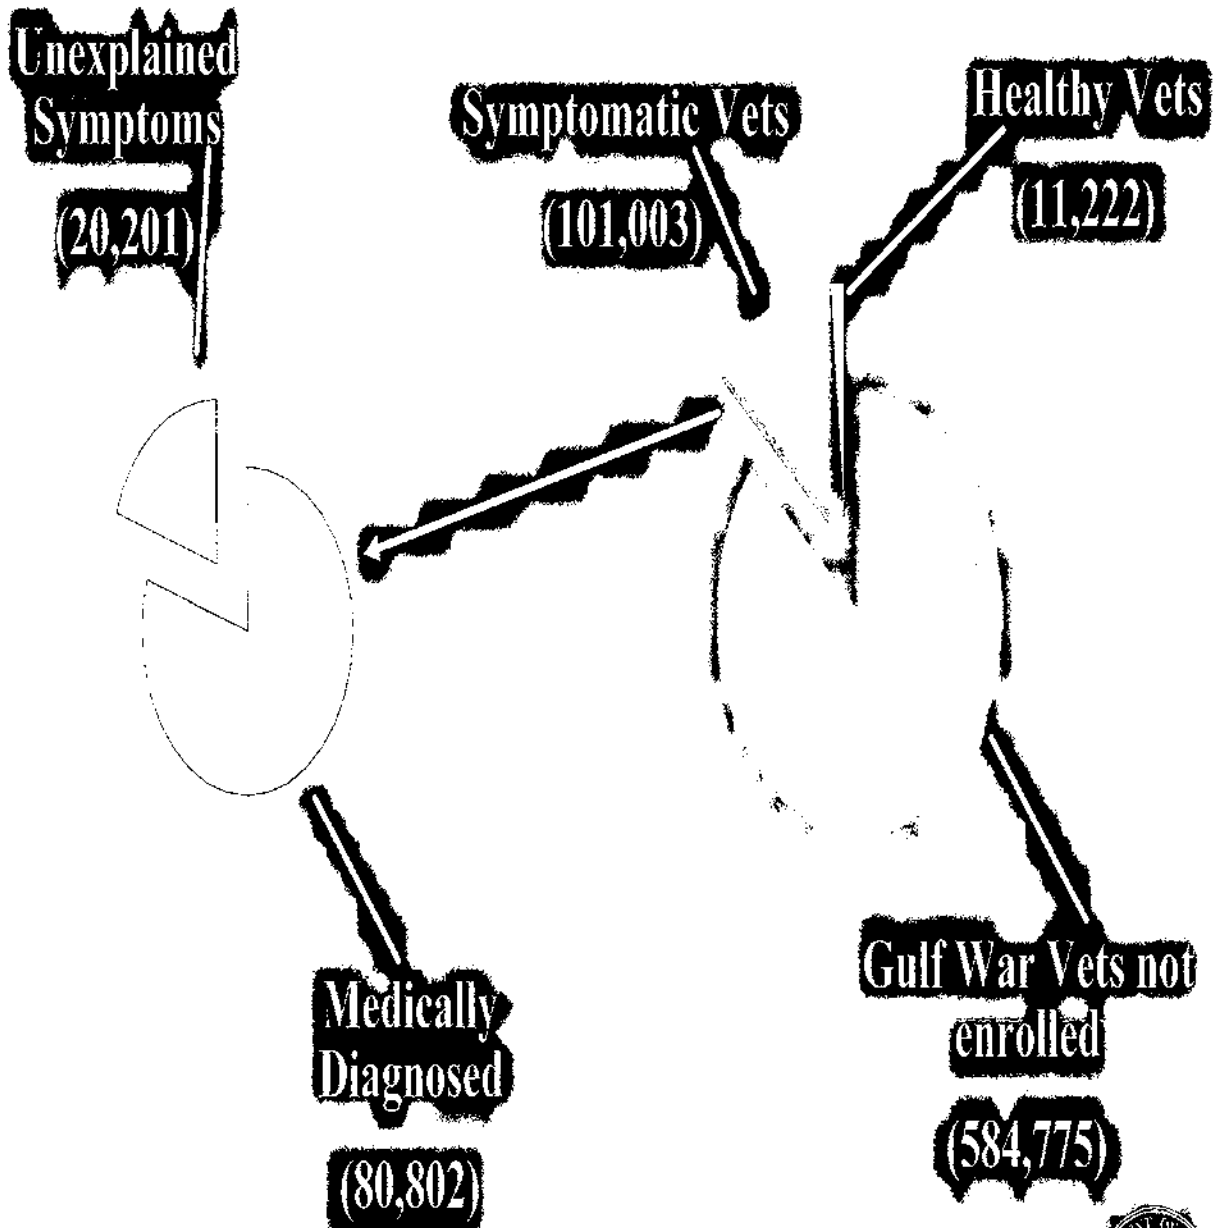 Unexplained
Symptoms
(20,201)
Symptomatic Vets
(101,003)
Healthy Vets
(11,222)
Medically
Diagnosed
(80,802)
Gulf War Vets not
enrolled
(584,775)